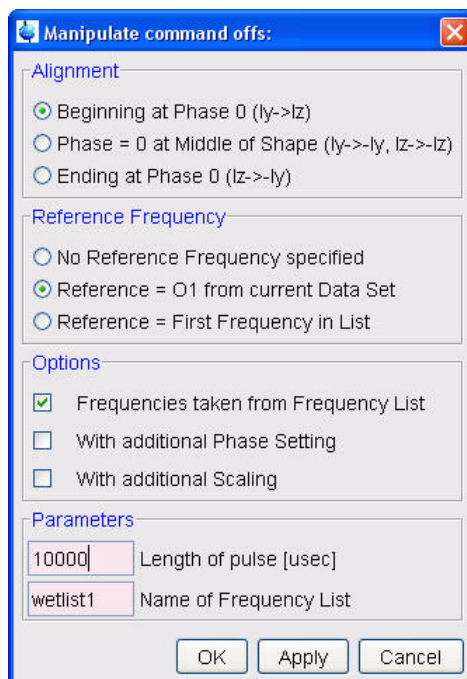 Manipulate command offs:
Alignment
Beginning at Phase 0 (Iy->Iz)
Phase = 0 at Middle of Shape (Iy->-Iy, Iz->-Iz)
Ending at Phase 0 (Iz->-Iy)
Reference Frequency
No Reference Frequency specified
Reference = O1 from current Data Set
Reference = First Frequency in List
Options
Frequencies taken from Frequency List
With additional Phase Setting
With additional Scaling
Parameters
10000 Length of pulse [usec]
wetlist1 Name of Frequency List
OK Apply Cancel